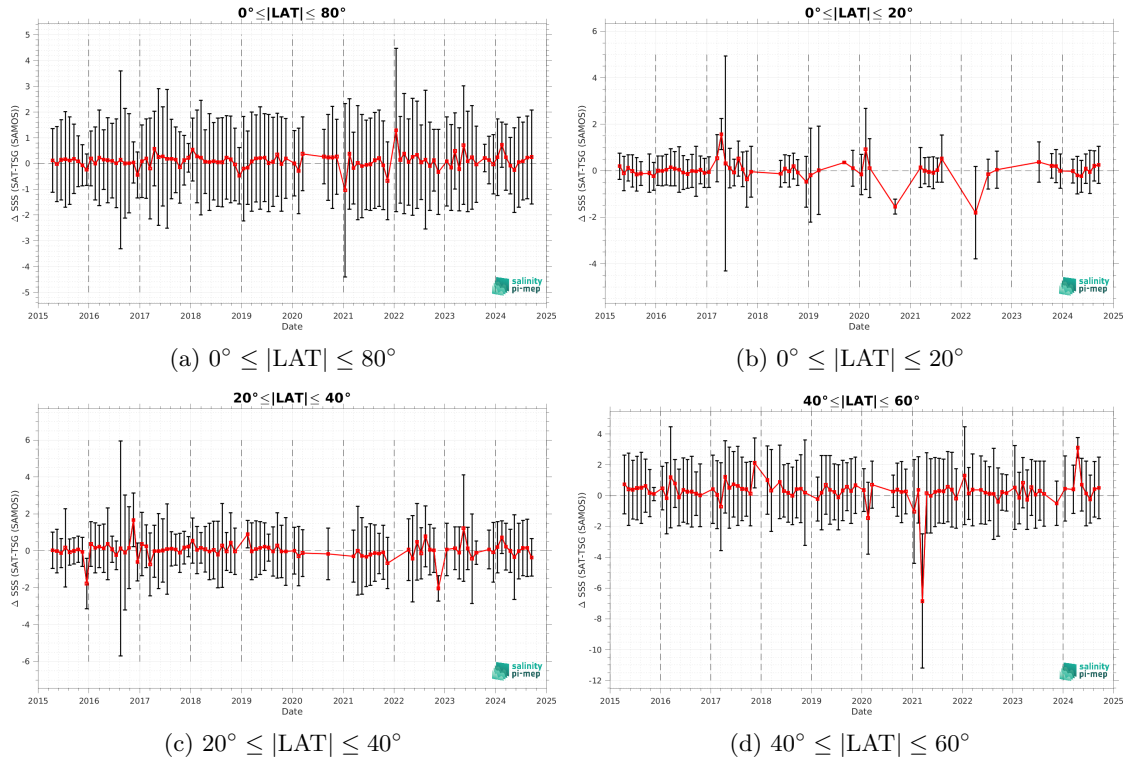 0°≤|LAT|≤ 80°
Δ SSS (SAT-TSG (SAMOS))
5
4
3
2
1
0
-1
-2
-3
-4
-5
2015 2016 2017 2018 2019 2020 2021 2022 2023 2024 2025
Date
salinity
pi-mep
(a) 0° ≤ |LAT| ≤ 80°
0°≤|LAT|≤ 20°
Δ SSS (SAT-TSG (SAMOS))
6
4
2
0
-2
-4
2015 2016 2017 2018 2019 2020 2021 2022 2023 2024 2025
Date
salinity
pi-mep
(b) 0° ≤ |LAT| ≤ 20°
20°≤|LAT|≤ 40°
Δ SSS (SAT-TSG (SAMOS))
6
4
2
0
-2
-4
-6
2015 2016 2017 2018 2019 2020 2021 2022 2023 2024 2025
Date
salinity
pi-mep
(c) 20° ≤ |LAT| ≤ 40°
40°≤|LAT|≤ 60°
Δ SSS (SAT-TSG (SAMOS))
4
2
0
-2
-4
-6
-8
-10
-12
2015 2016 2017 2018 2019 2020 2021 2022 2023 2024 2025
Date
salinity
pi-mep
(d) 40° ≤ |LAT| ≤ 60°